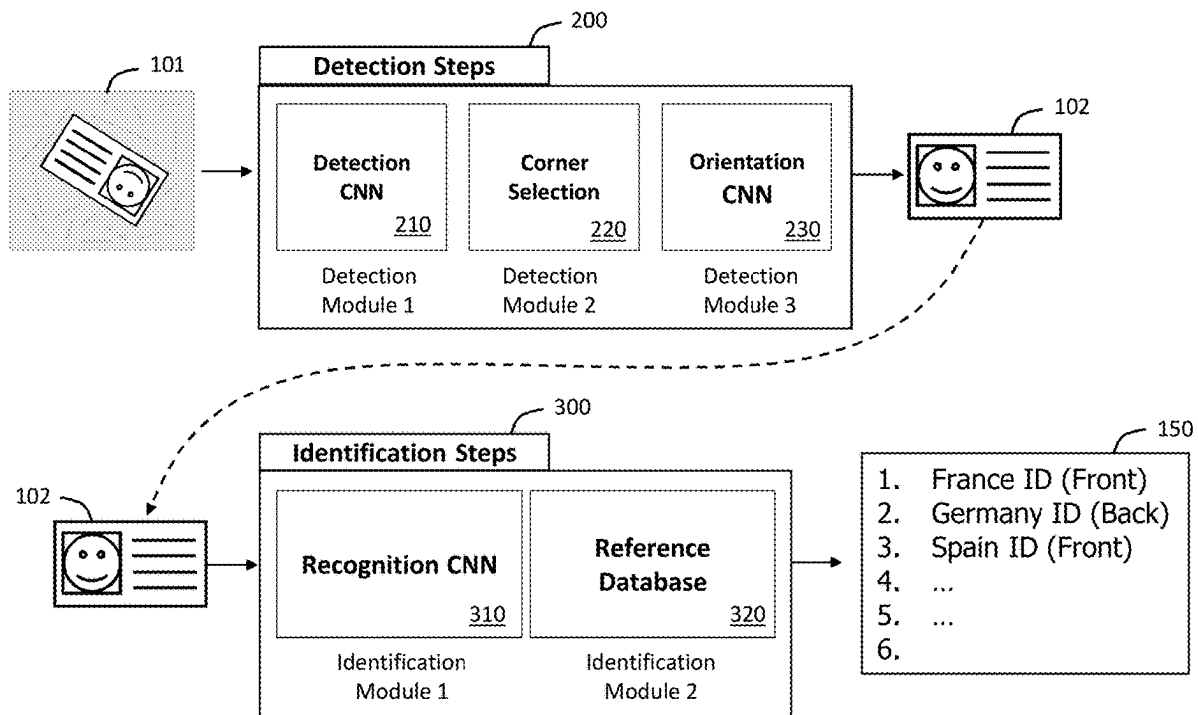 200
Detection Steps
101
102
Detection
CNN
210
Corner
Selection
220
Orientation
CNN
230
Detection
Module 1
Detection
Module 2
Detection
Module 3
300
Identification Steps
150
102
Recognition CNN
310
Reference
Database
320
Identification
Module 1
Identification
Module 2
1. France ID (Front)
2. Germany ID (Back)
3. Spain ID (Front)
4. ...
5. ...
6.